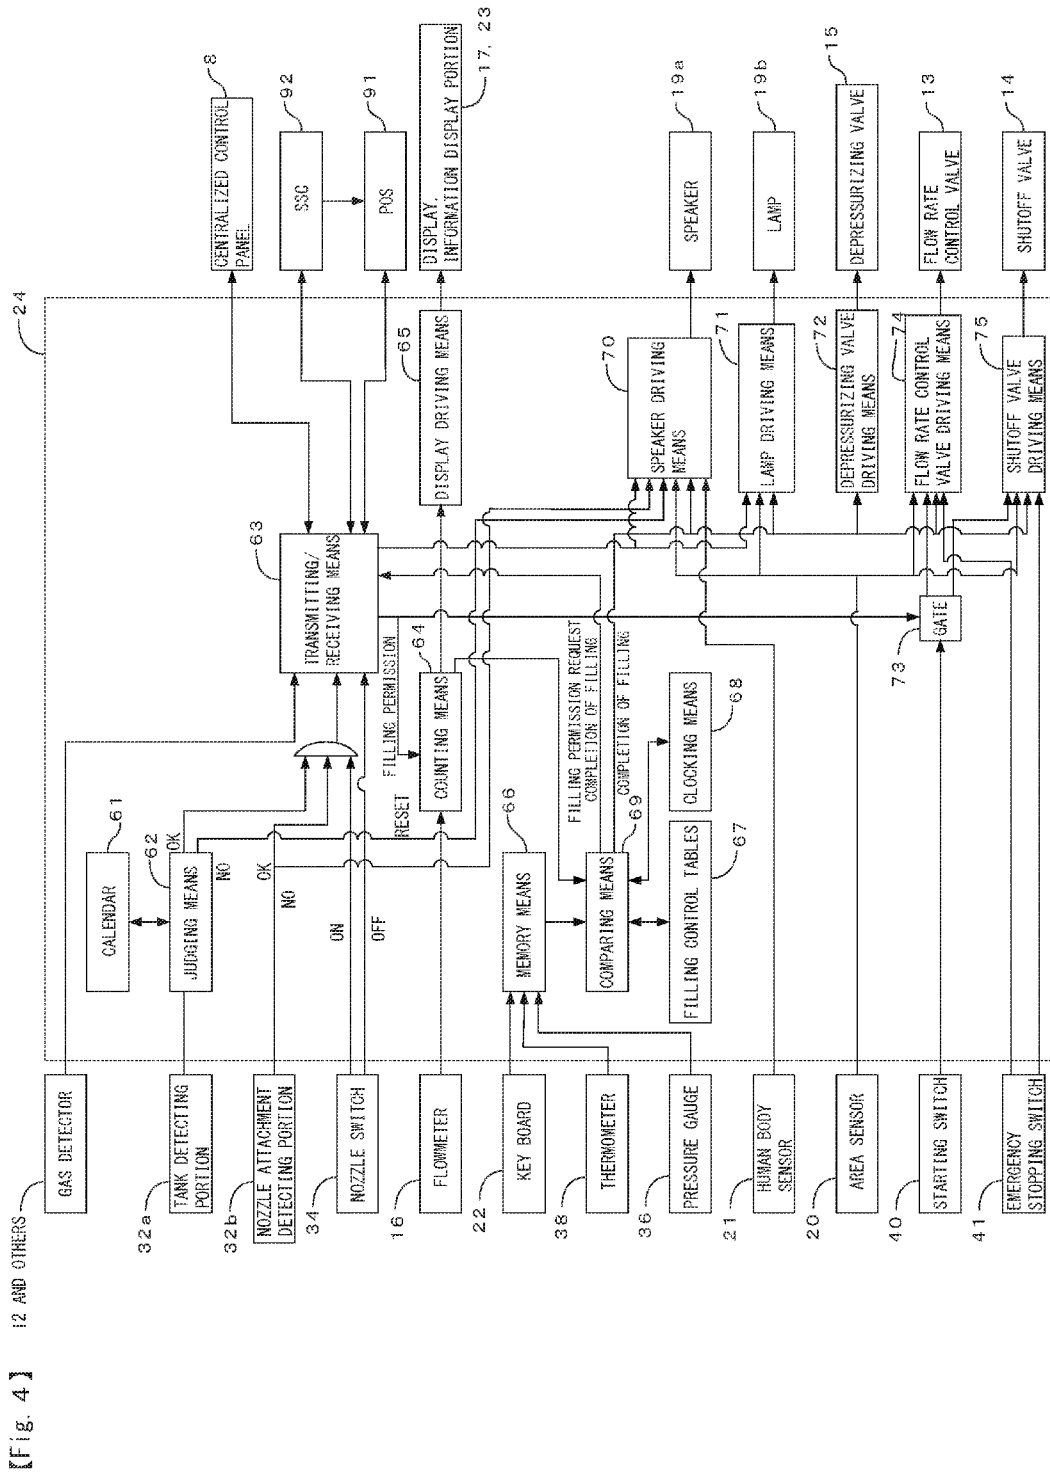 【Fig. 4】
12 AND OTHERS
GAS DETECTOR
32a
TANK DETECTING
PORTION
32b
NOZZLE ATTACHMENT
DETECTING PORTION
34
NOZZLE SWITCH
16
FLOWMETER
22
KEY BOARD
38
THERMOMETER
36
PRESSURE GAUGE
21
HUMAN BODY
SENSOR
20
AREA SENSOR
40
STARTING SWITCH
41
EMERGENCY
STOPPING SWITCH
24
CALENDAR
61
JUDGING MEANS
62
OK
NO
OK
NO
ON
OFF
TRANSMITTING/
RECEIVING MEANS
63
FILLING PERMISSION
RESET
COUNTING MEANS
64
DISPLAY DRIVING MEANS
65
MEMORY MEANS
66
COMPARING MEANS
69
FILLING CONTROL TABLES
67
CLOCKING MEANS
68
FILLING PERMISSION REQUEST
COMPLETION OF FILLING
COMPLETION OF FILLING
SPEAKER DRIVING
MEANS
70
LAMP DRIVING MEANS
71
DEPRESSURIZING VALVE
DRIVING MEANS
72
GATE
73
FLOW RATE CONTROL
VALVE DRIVING MEANS
74
SHUTOFF VALVE
DRIVING MEANS
75
CENTRALIZED CONTROL
PANEL
8
SSC
92
POS
91
DISPLAY,
INFORMATION DISPLAY PORTION
17, 23
SPEAKER
19a
LAMP
19b
DEPRESSURIZING VALVE
15
FLOW RATE
CONTROL VALVE
13
SHUTOFF VALVE
14